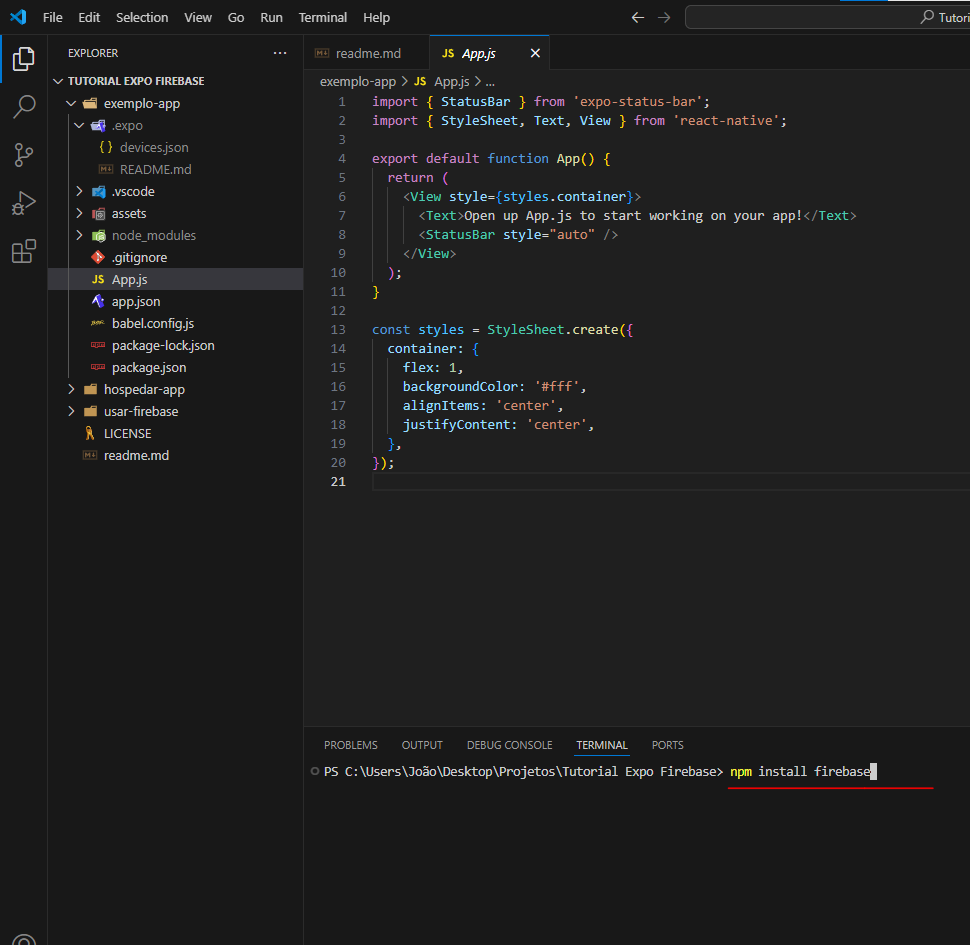 File Edit Selection View Go Run Terminal Help
Tutori
EXPLORER ...
TUTORIAL EXPO FIREBASE
exemplo-app
.expo
{ } devices.json
README.md
.vscode
assets
node_modules
.gitignore
JS App.js
app.json
babel.config.js
package-lock.json
package.json
hospedar-app
usar-firebase
LICENSE
readme.md
readme.md JS App.js
exemplo-app > JS App.js > ...
1 import { StatusBar } from 'expo-status-bar';
2 import { StyleSheet, Text, View } from 'react-native';
3
4 export default function App() {
5 return (
6 <View style={styles.container}>
7 <Text>Open up App.js to start working on your app!</Text>
8 <StatusBar style="auto" />
9 </View>
10 );
11 }
12
13 const styles = StyleSheet.create({
14 container: {
15 flex: 1,
16 backgroundColor: '#fff',
17 alignItems: 'center',
18 justifyContent: 'center',
19 },
20 });
21
PROBLEMS OUTPUT DEBUG CONSOLE TERMINAL PORTS
PS C:\Users\João\Desktop\Projetos\Tutorial Expo Firebase> npm install firebase